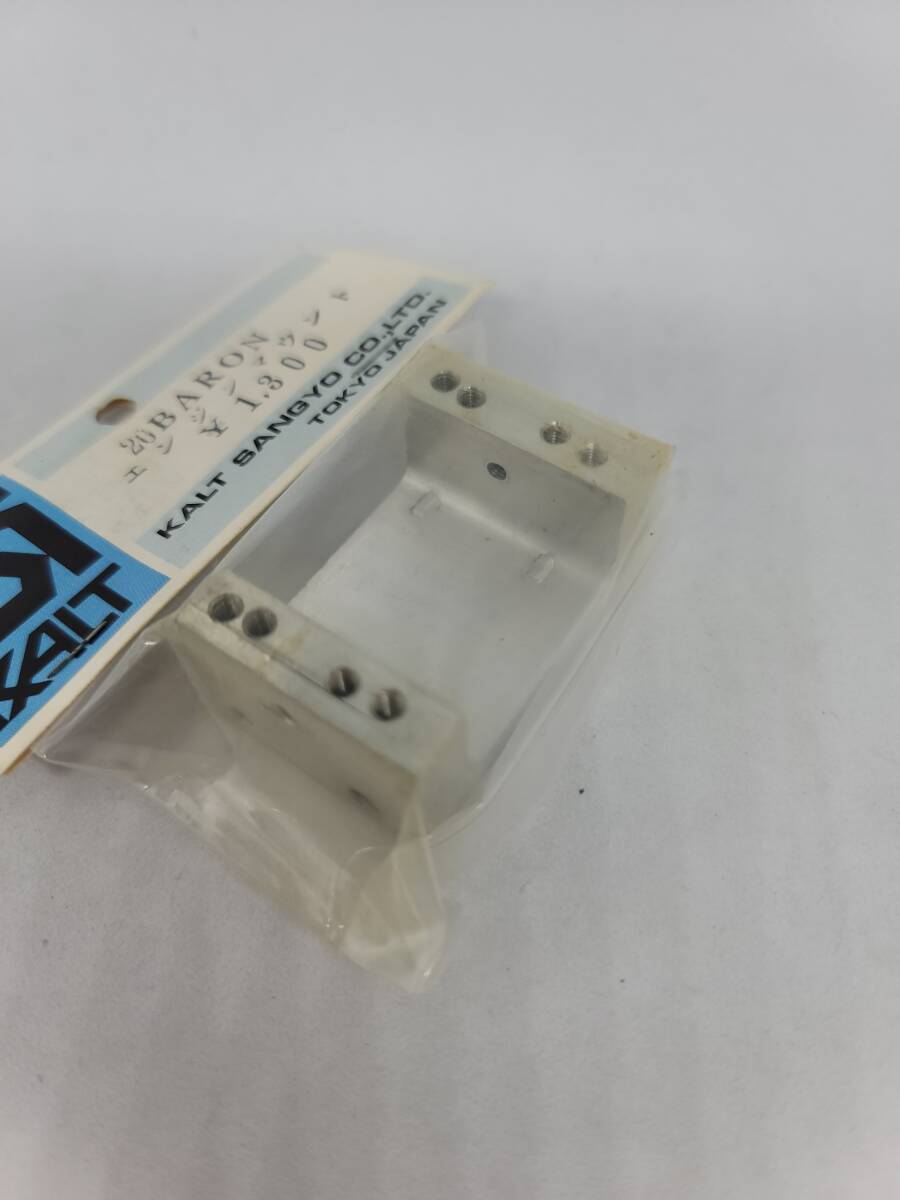 20BARON
エンジンマウント
¥1,300
KALT SANGYO CO.,LTD.
TOKYO JAPAN
KALT